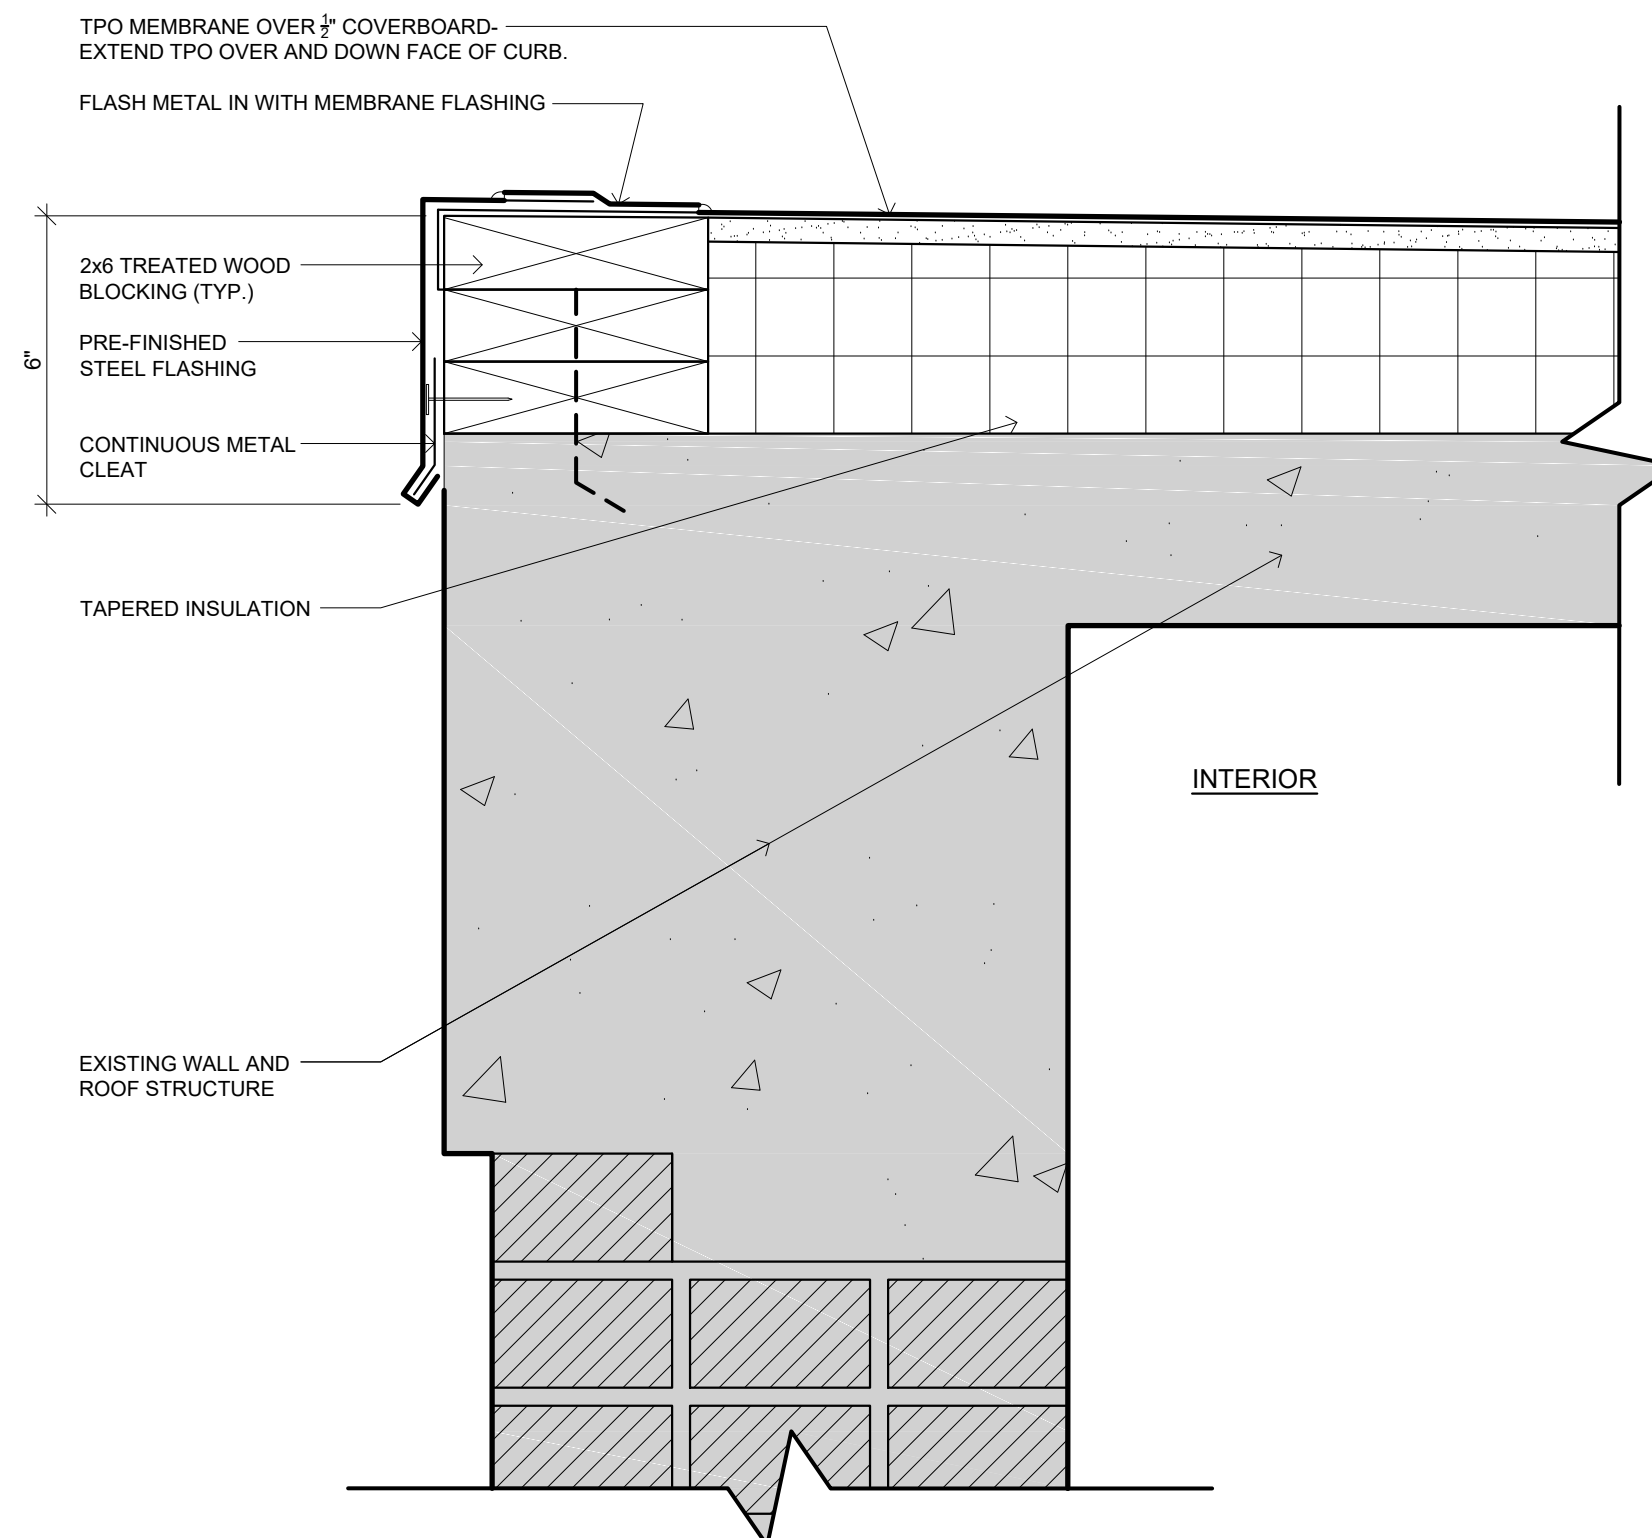 TPO MEMBRANE OVER ½" COVERBOARD-
EXTEND TPO OVER AND DOWN FACE OF CURB.
FLASH METAL IN WITH MEMBRANE FLASHING
2x6 TREATED WOOD
BLOCKING (TYP.)
PRE-FINISHED
STEEL FLASHING
6"
CONTINUOUS METAL
CLEAT
TAPERED INSULATION
INTERIOR
EXISTING WALL AND
ROOF STRUCTURE